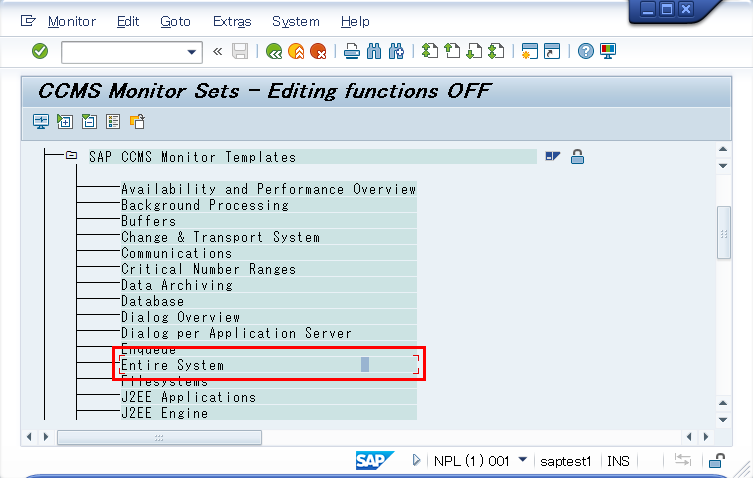 Monitor Edit Goto Extras System Help
«
CCMS Monitor Sets - Editing functions OFF
SAP CCMS Monitor Templates
Availability and Performance Overview
Background Processing
Buffers
Change & Transport System
Communications
Critical Number Ranges
Data Archiving
Database
Dialog Overview
Dialog per Application Server
Enqueue
Entire System
Filesystems
J2EE Applications
J2EE Engine
SAP NPL (1) 001 saptest1 INS